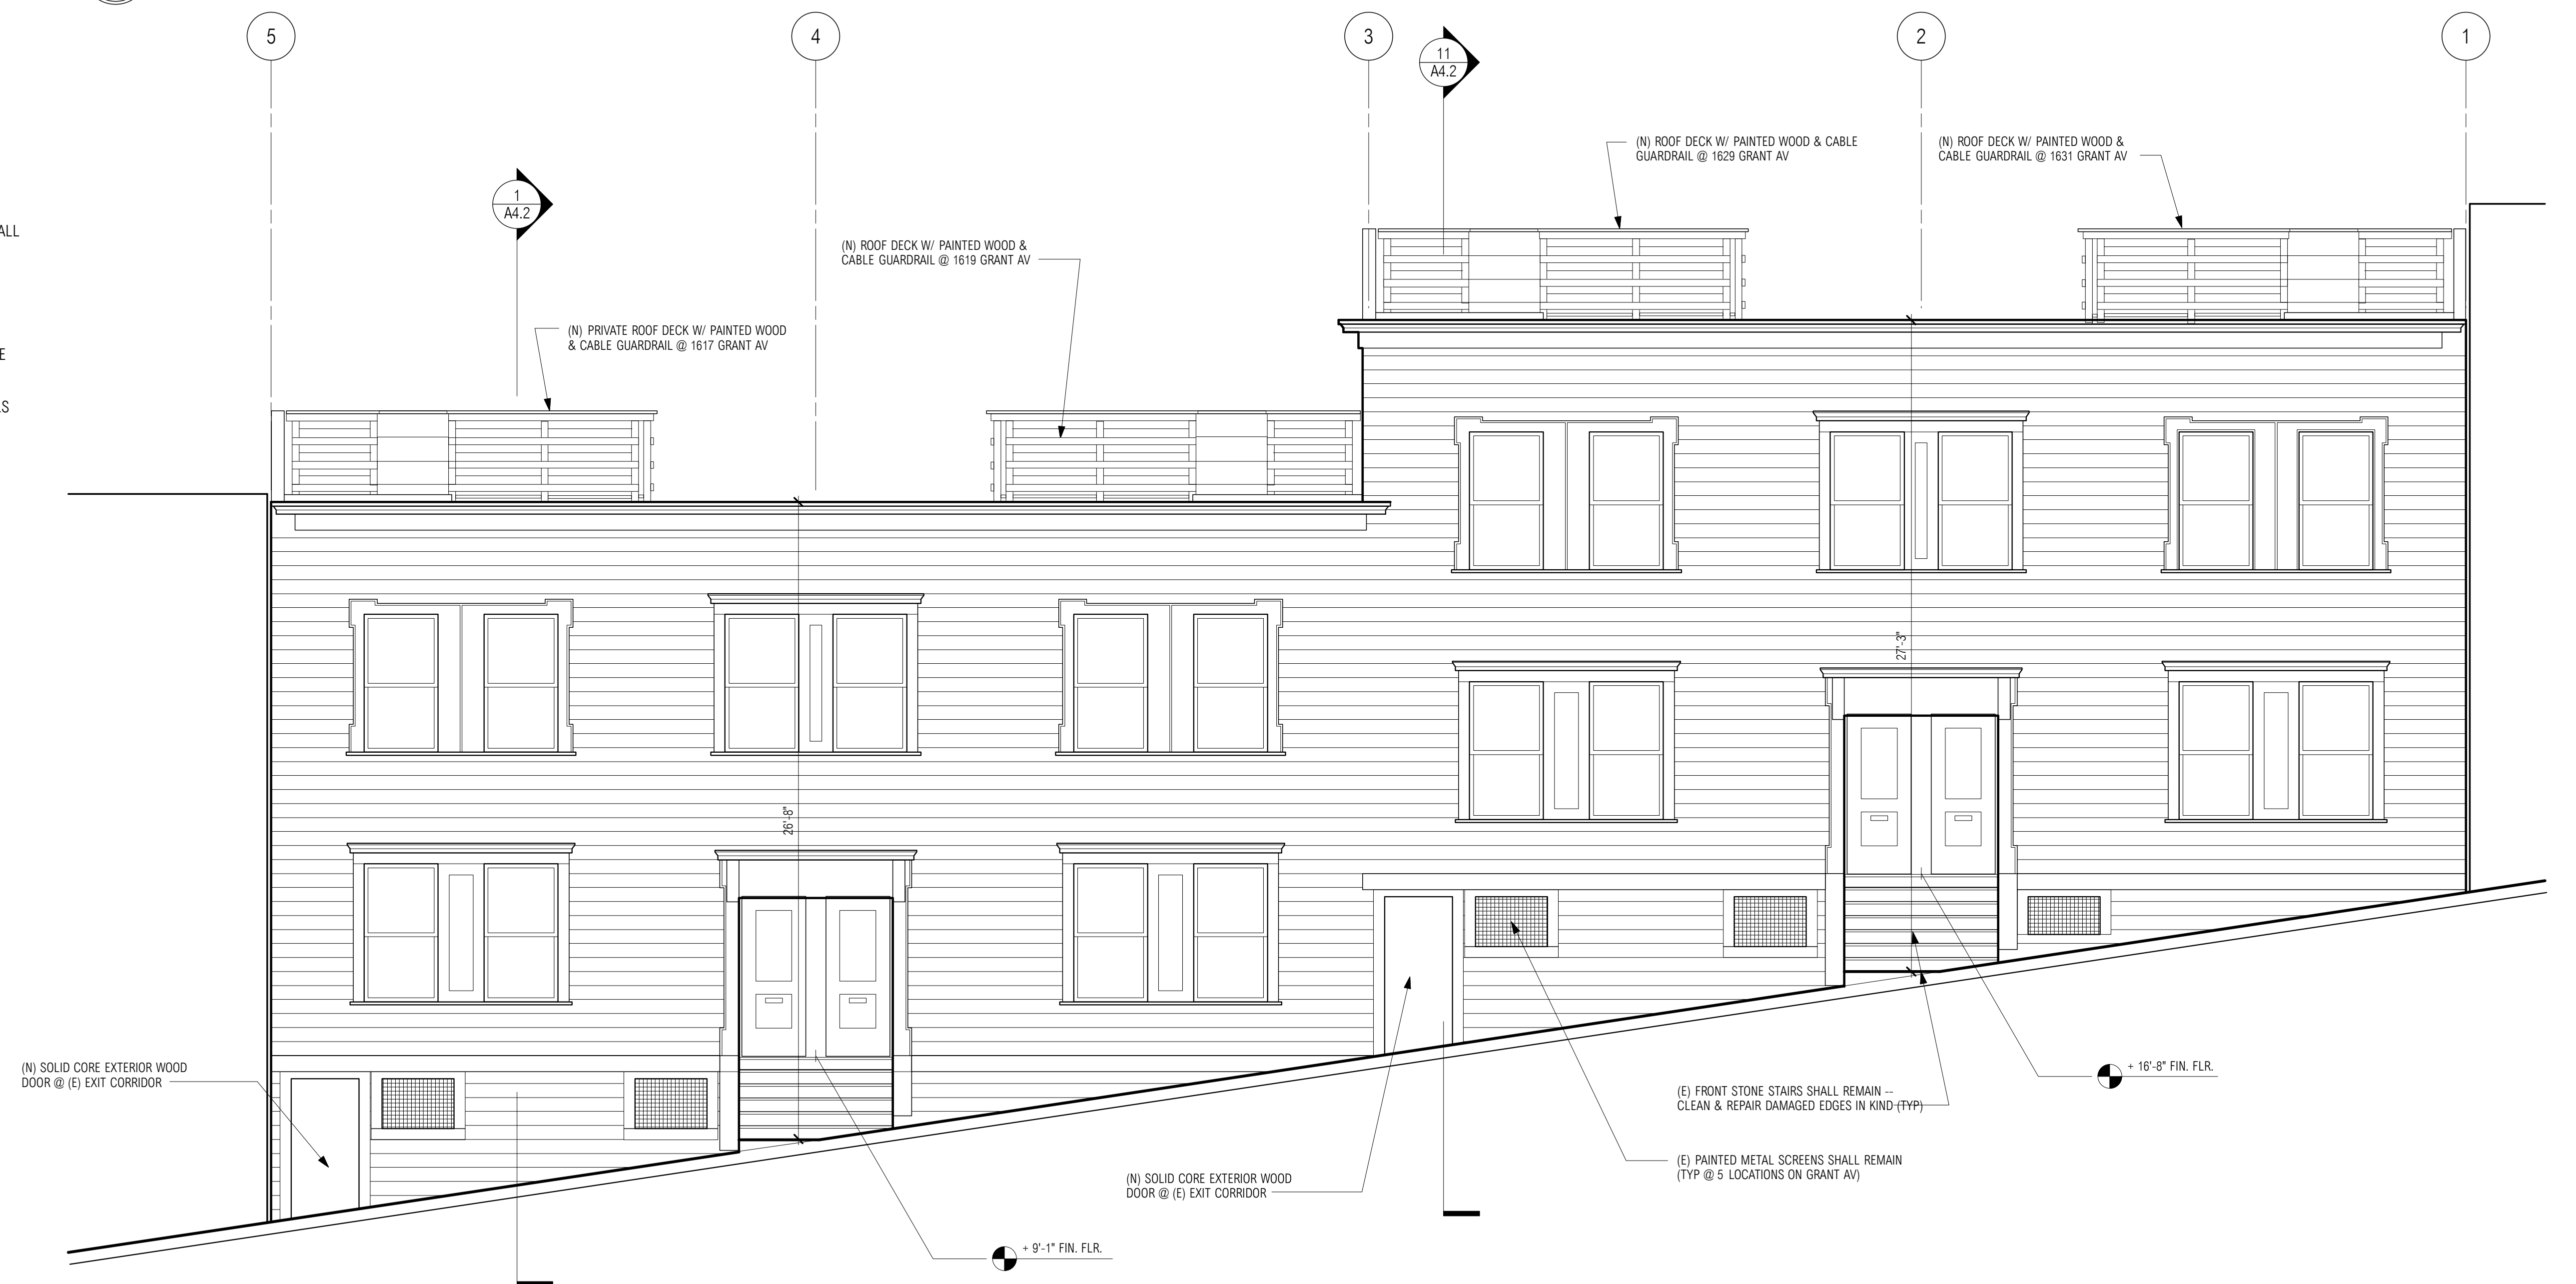 5
4
3
2
1
11
A4.2
(N) ROOF DECK W/ PAINTED WOOD & CABLE
GUARDRAIL @ 1629 GRANT AV
(N) ROOF DECK W/ PAINTED WOOD &
CABLE GUARDRAIL @ 1631 GRANT AV
1
A4.2
ALL
(N) ROOF DECK W/ PAINTED WOOD &
CABLE GUARDRAIL @ 1619 GRANT AV
(N) PRIVATE ROOF DECK W/ PAINTED WOOD
& CABLE GUARDRAIL @ 1617 GRANT AV
E
S
27'-3"
26'-8"
(N) SOLID CORE EXTERIOR WOOD
DOOR @ (E) EXIT CORRIDOR
+ 16'-8" FIN. FLR.
(E) FRONT STONE STAIRS SHALL REMAIN --
CLEAN & REPAIR DAMAGED EDGES IN KIND (TYP)
(E) PAINTED METAL SCREENS SHALL REMAIN
(TYP @ 5 LOCATIONS ON GRANT AV)
(N) SOLID CORE EXTERIOR WOOD
DOOR @ (E) EXIT CORRIDOR
+ 9'-1" FIN. FLR.